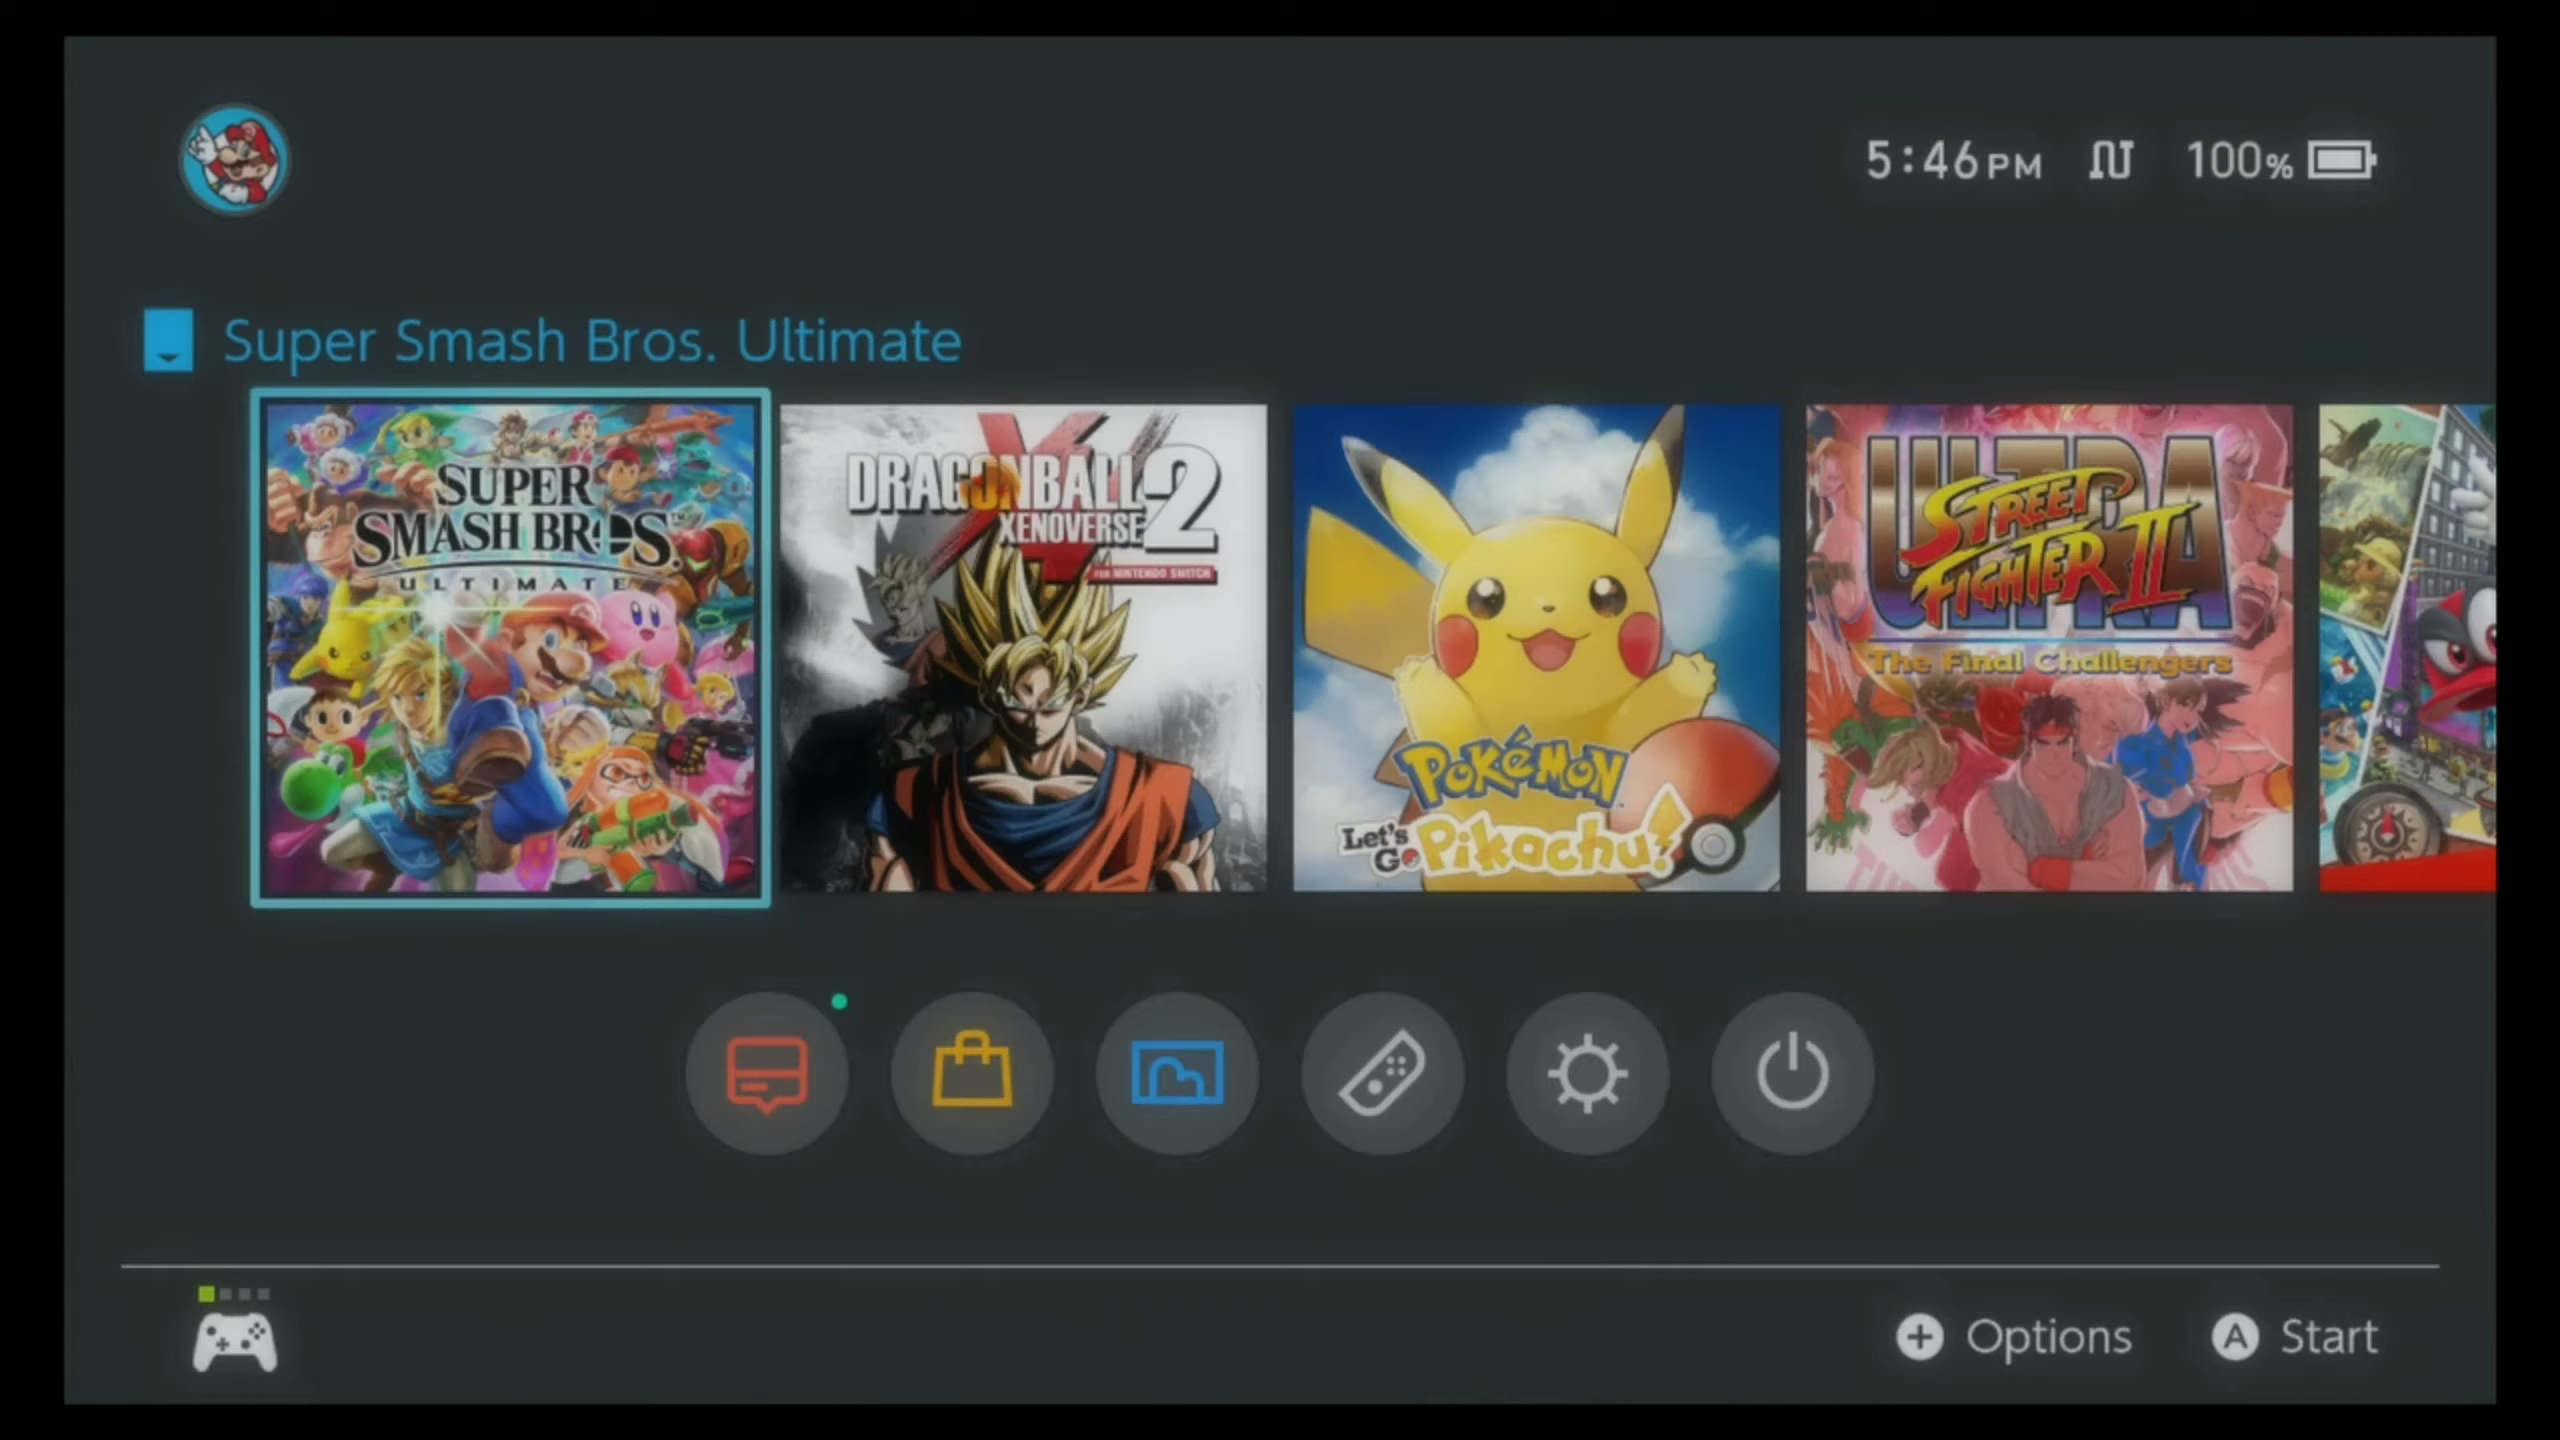 5:46 PM 100%
Super Smash Bros. Ultimate
SUPER
SMASH BROS.™
ULTIMATE
DRAGONBALL
XENOVERSE 2
FOR NINTENDO SWITCH
POKéMON
Let's Go Pikachu!
ULTRA
STREET
FIGHTER II
The Final Challengers
Options
A Start